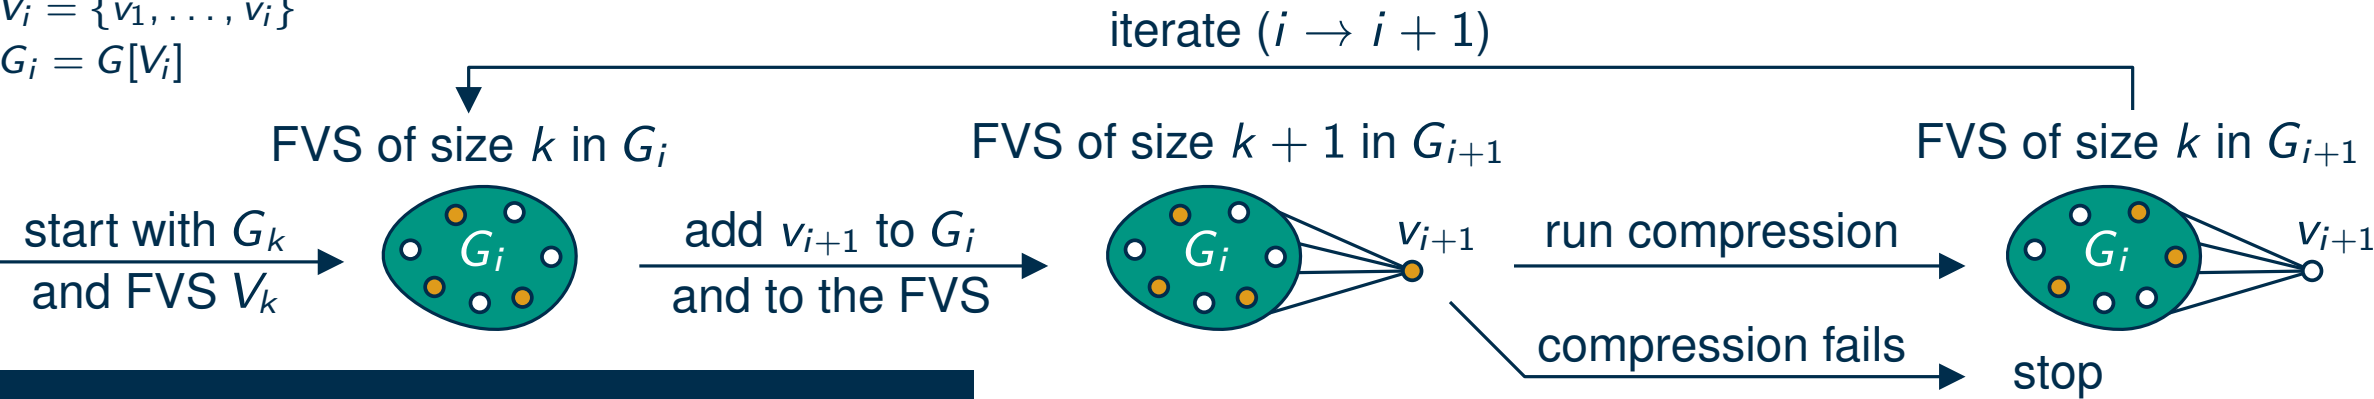 V_i = {v_1, . . . , v_i}
G_i = G[V_i]
iterate (i → i + 1)
FVS of size k in G_i
FVS of size k + 1 in G_{i+1}
FVS of size k in G_{i+1}
start with G_k
and FVS V_k
G_i
add v_{i+1} to G_i
and to the FVS
G_i
v_{i+1}
run compression
G_i
v_{i+1}
compression fails
stop